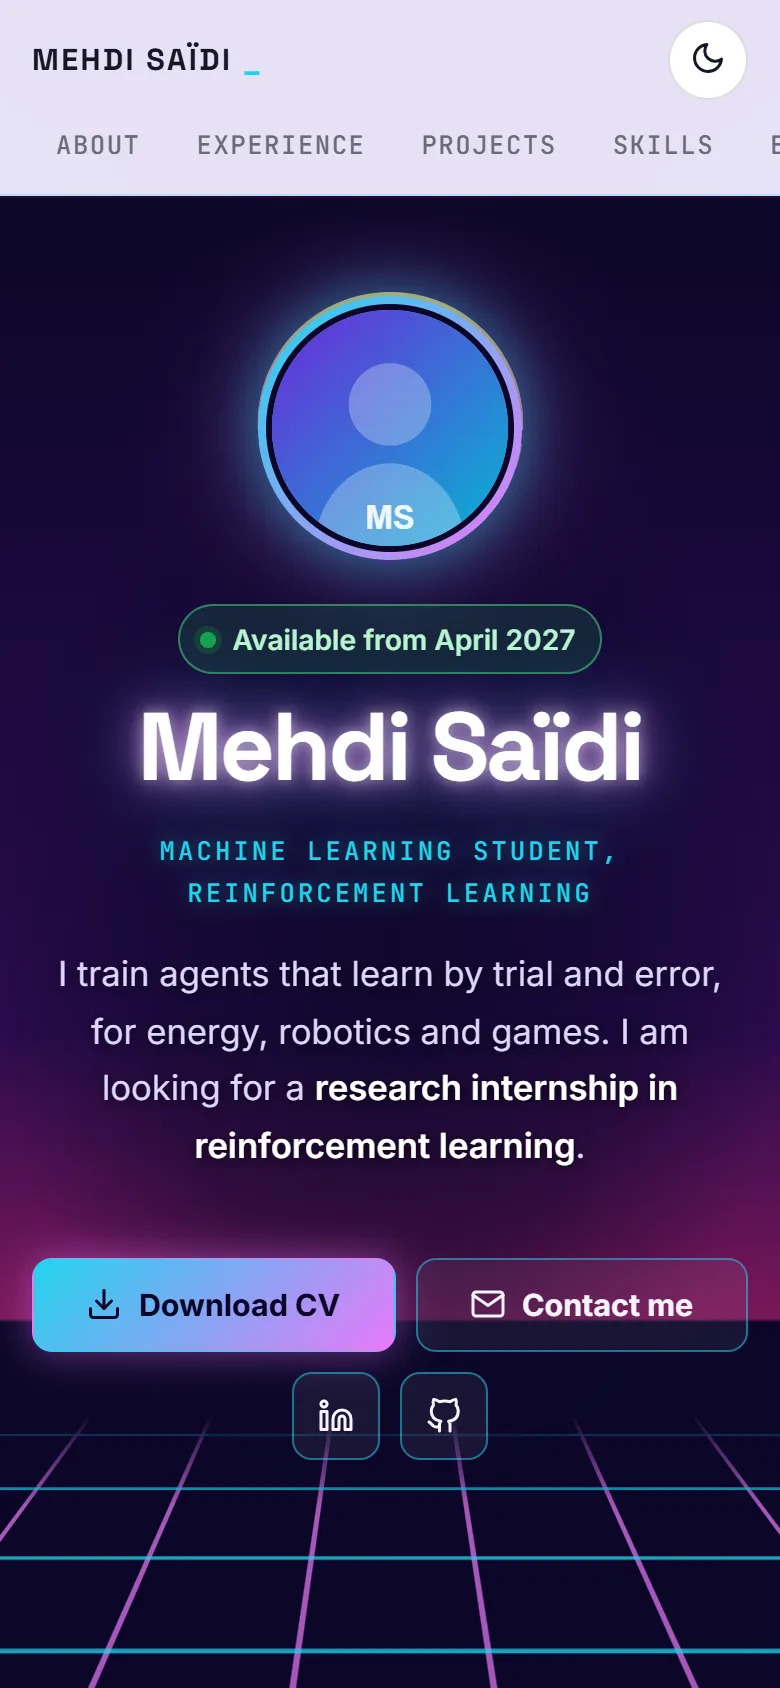 MEHDI SAÏDI _
ABOUT EXPERIENCE PROJECTS SKILLS
MS
Available from April 2027
Mehdi Saïdi
MACHINE LEARNING STUDENT,
REINFORCEMENT LEARNING
I train agents that learn by trial and error,
for energy, robotics and games. I am
looking for a research internship in
reinforcement learning.
Download CV Contact me